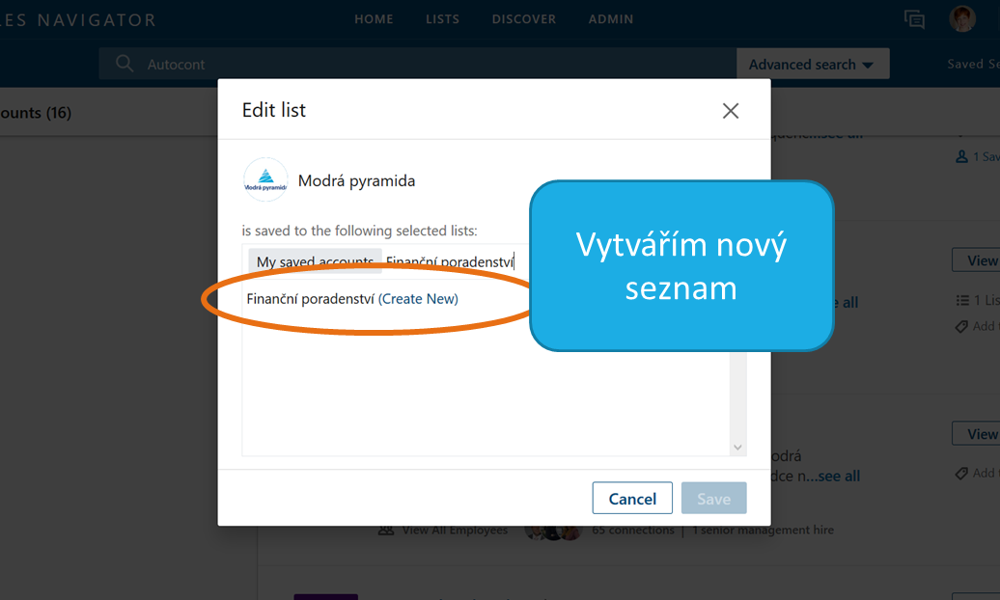 LES NAVIGATOR
HOME LISTS DISCOVER ADMIN
Autocont
Advanced search
Saved Se
ounts (16)
Edit list
see all
1 Sav
Modrá pyramida
Modrá pyramida
is saved to the following selected lists:
My saved accounts Finanční poradenství
Finanční poradenství (Create New)
Vytvářím nový
seznam
View
e all
1 Lis
Add t
View
odrá
dce n...see all
Add t
Cancel
Save
View All Employees
65 connections | 1 senior management hire